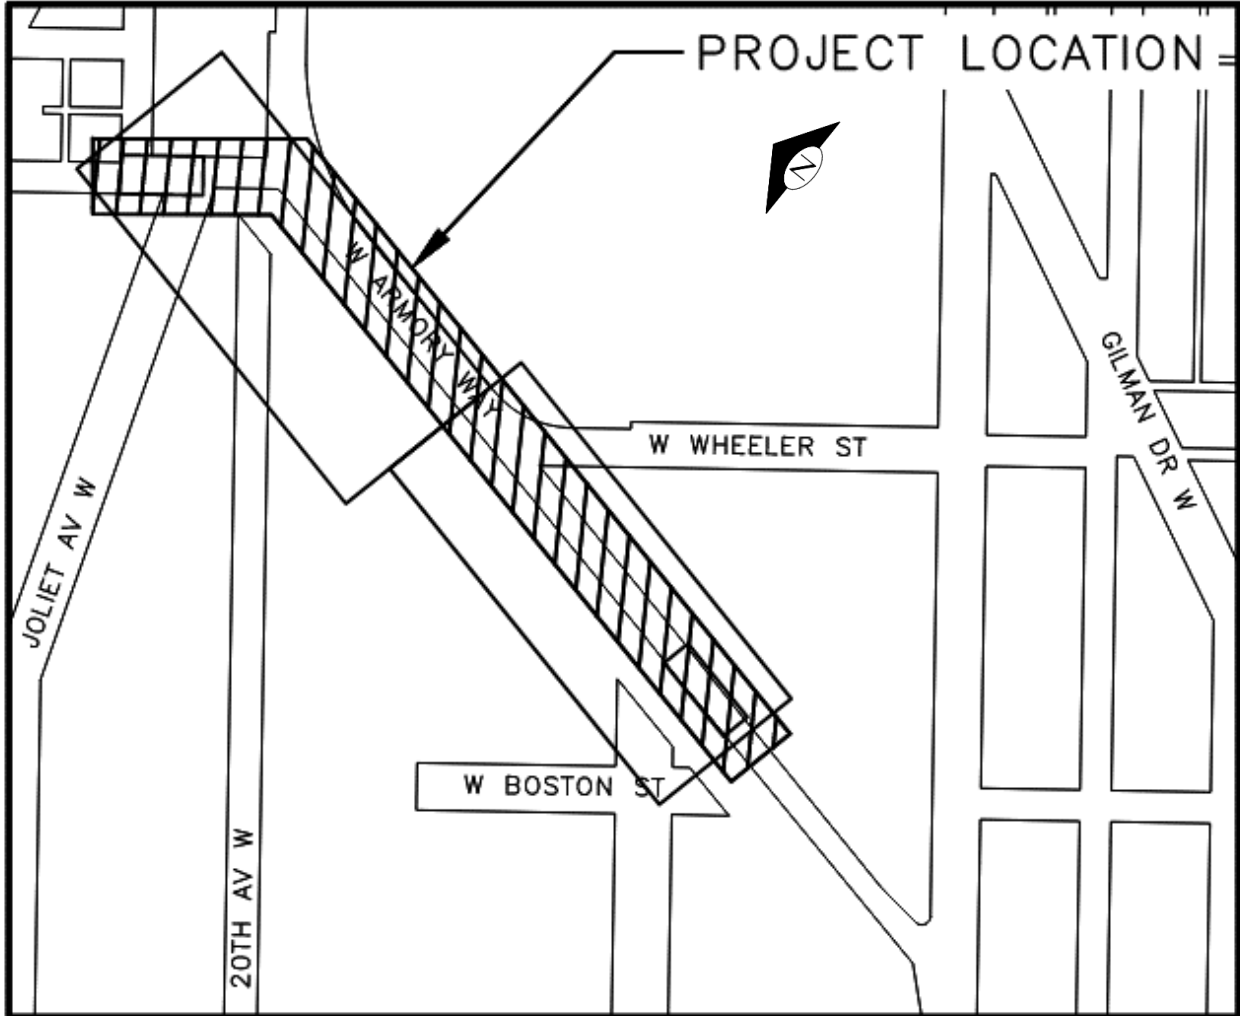 PROJECT LOCATION
N
W ARMORY WAY
W WHEELER ST
GILMAN DR W
JOLIET AV W
W BOSTON ST
20TH AV W